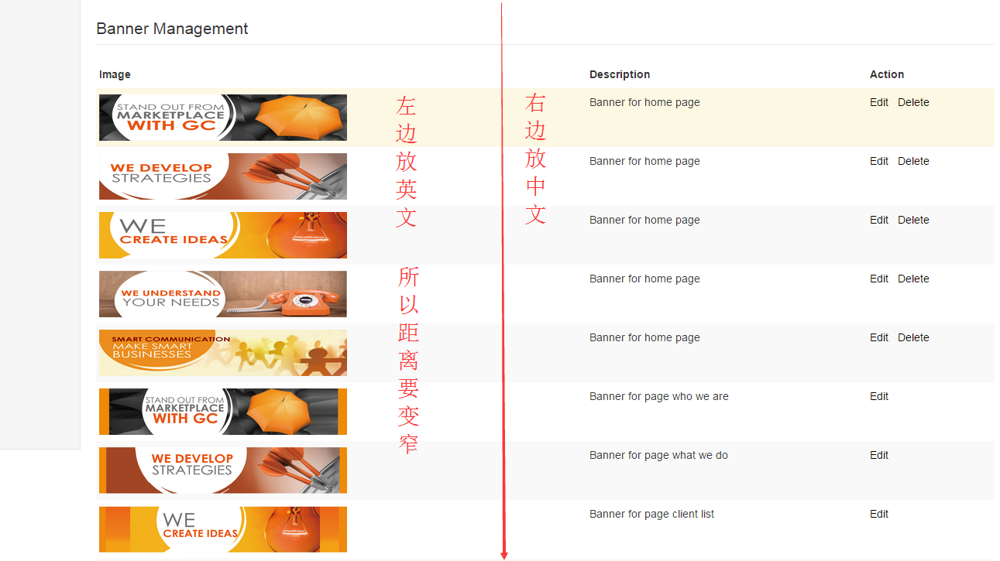 Banner Management
Image Description Action
STAND OUT FROM
MARKETPLACE
WITH GC
Banner for home page Edit Delete
WE DEVELOP
STRATEGIES
Banner for home page Edit Delete
WE
CREATE IDEAS
Banner for home page Edit Delete
WE UNDERSTAND
YOUR NEEDS
Banner for home page Edit Delete
SMART COMMUNICATION
MAKE SMART
BUSINESSES
Banner for home page Edit Delete
STAND OUT FROM
MARKETPLACE
WITH GC
Banner for page who we are Edit
WE DEVELOP
STRATEGIES
Banner for page what we do Edit
WE
CREATE IDEAS
Banner for page client list Edit
左边放英文
所以距离要变窄
右边放中文